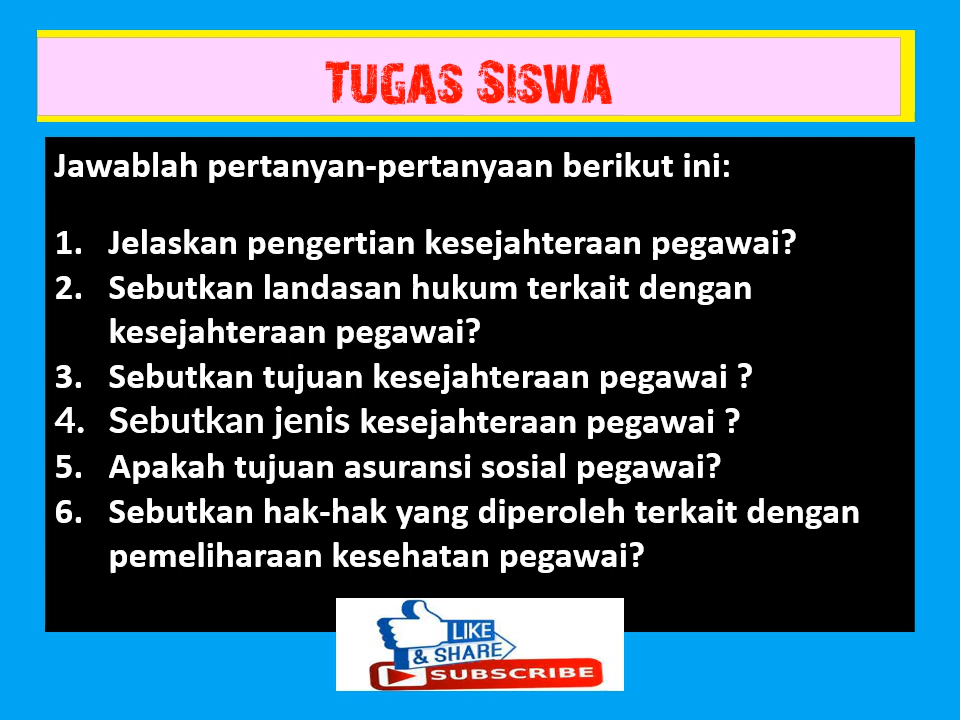 Tugas Siswa
Jawablah pertanyan-pertanyaan berikut ini:
1. Jelaskan pengertian kesejahteraan pegawai?
2. Sebutkan landasan hukum terkait dengan
kesejahteraan pegawai?
3. Sebutkan tujuan kesejahteraan pegawai ?
4. Sebutkan jenis kesejahteraan pegawai ?
5. Apakah tujuan asuransi sosial pegawai?
6. Sebutkan hak-hak yang diperoleh terkait dengan
pemeliharaan kesehatan pegawai?
LIKE
& SHARE
SUBSCRIBE